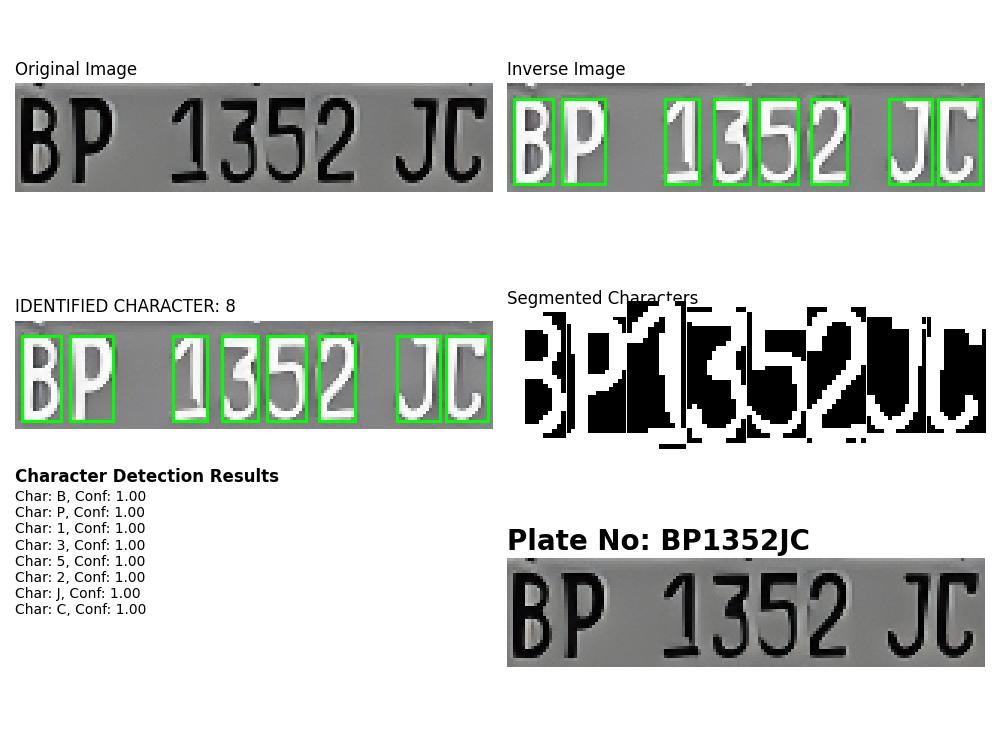 Original Image
BP 1352 JC
Inverse Image
BP 1352 JC
IDENTIFIED CHARACTER: 8
BP 1352 JC
Segmented Characters
BP1352JC
Character Detection Results
Char: B, Conf: 1.00
Char: P, Conf: 1.00
Char: 1, Conf: 1.00
Char: 3, Conf: 1.00
Char: 5, Conf: 1.00
Char: 2, Conf: 1.00
Char: J, Conf: 1.00
Char: C, Conf: 1.00
Plate No: BP1352JC
BP 1352 JC